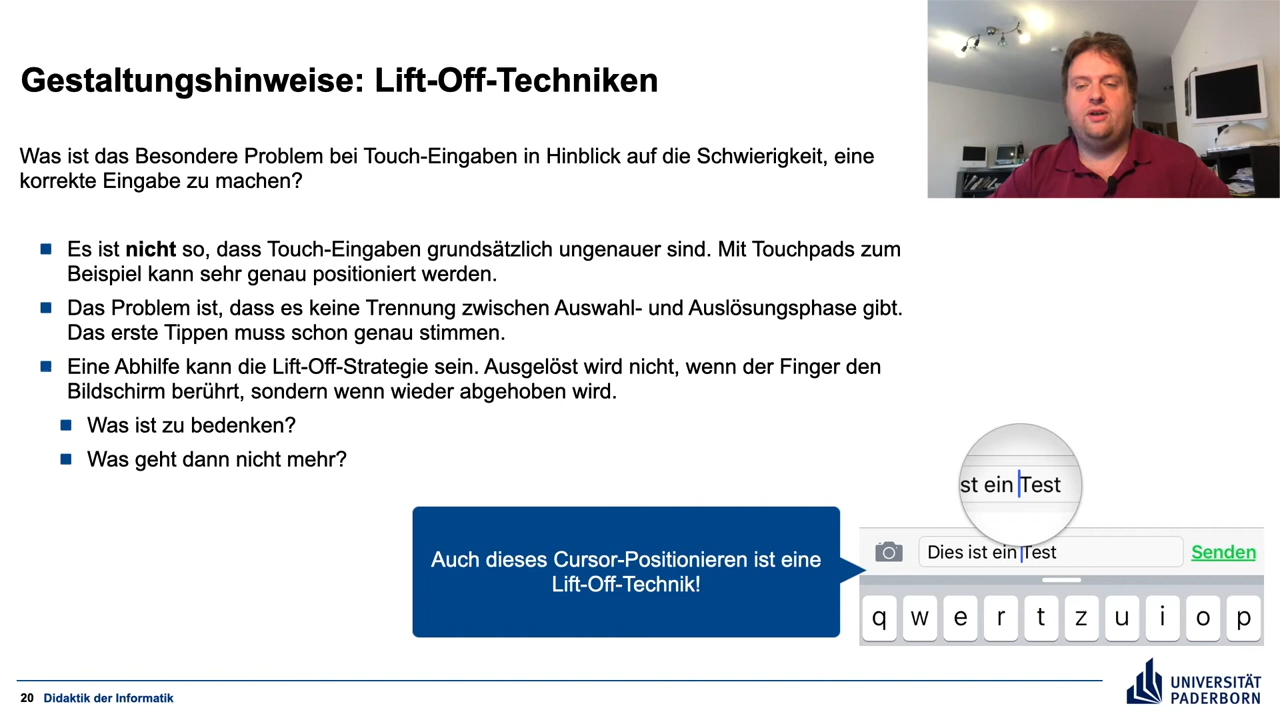 Gestaltungshinweise: Lift-Off-Techniken
Was ist das Besondere Problem bei Touch-Eingaben in Hinblick auf die Schwierigkeit, eine
korrekte Eingabe zu machen?
Es ist nicht so, dass Touch-Eingaben grundsätzlich ungenauer sind. Mit Touchpads zum
Beispiel kann sehr genau positioniert werden.
Das Problem ist, dass es keine Trennung zwischen Auswahl- und Auslösungsphase gibt.
Das erste Tippen muss schon genau stimmen.
Eine Abhilfe kann die Lift-Off-Strategie sein. Ausgelöst wird nicht, wenn der Finger den
Bildschirm berührt, sondern wenn wieder abgehoben wird.
Was ist zu bedenken?
Was geht dann nicht mehr?
st ein Test
Auch dieses Cursor-Positionieren ist eine
Lift-Off-Technik!
Dies ist ein Test
Senden
q w e r t z u i o p
20 Didaktik der Informatik
UNIVERSITÄT
PADERBORN